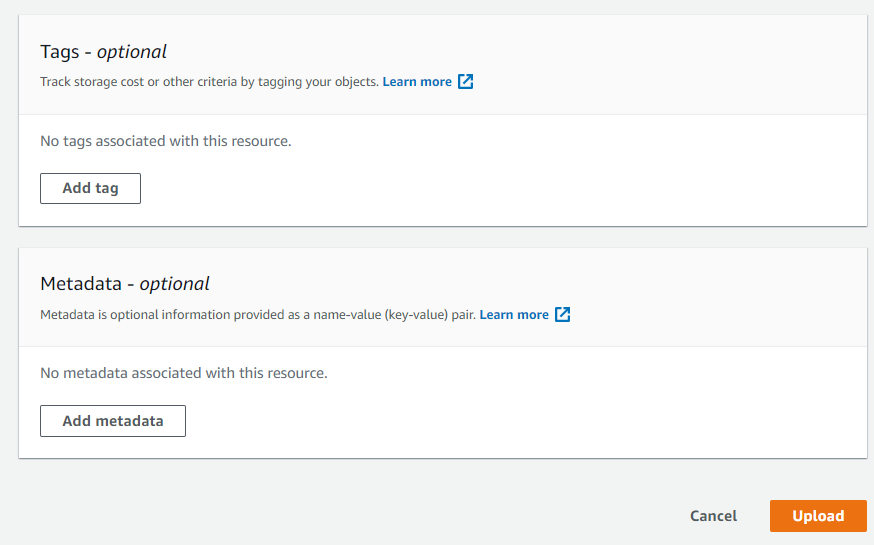 Tags - optional
Track storage cost or other criteria by tagging your objects. Learn more
No tags associated with this resource.
Add tag
Metadata - optional
Metadata is optional information provided as a name-value (key-value) pair. Learn more
No metadata associated with this resource.
Add metadata
Cancel Upload